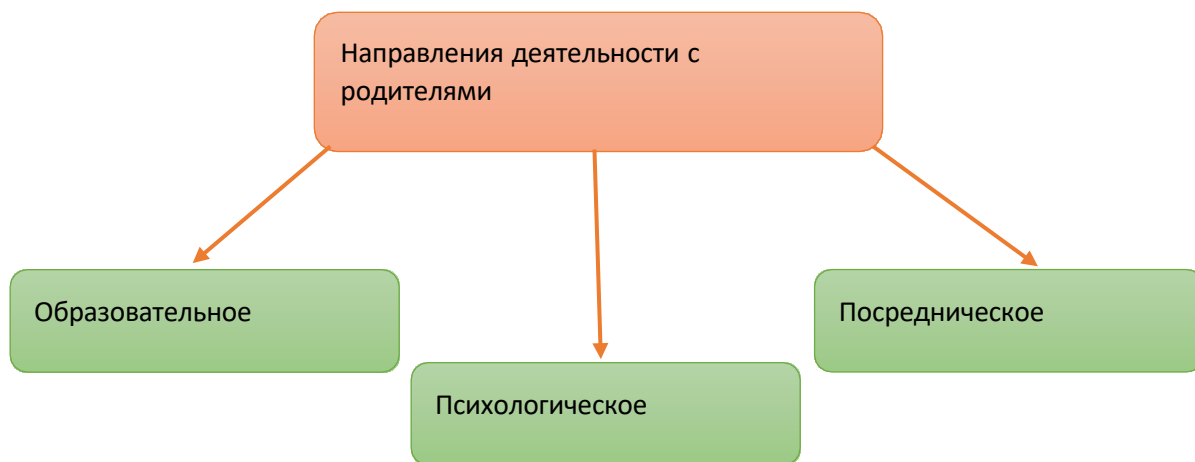 Направления деятельности с
родителями
Образовательное
Посредническое
Психологическое